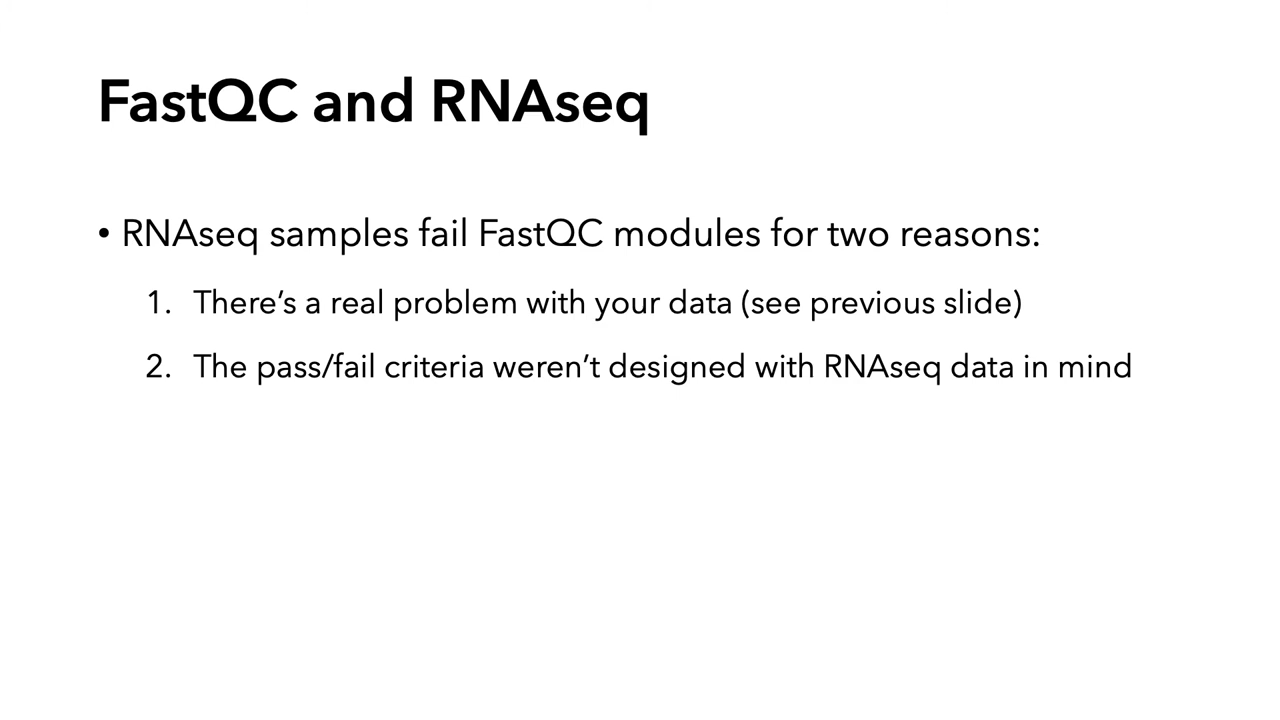 FastQC and RNAseq
• RNAseq samples fail FastQC modules for two reasons:
1. There’s a real problem with your data (see previous slide)
2. The pass/fail criteria weren’t designed with RNAseq data in mind